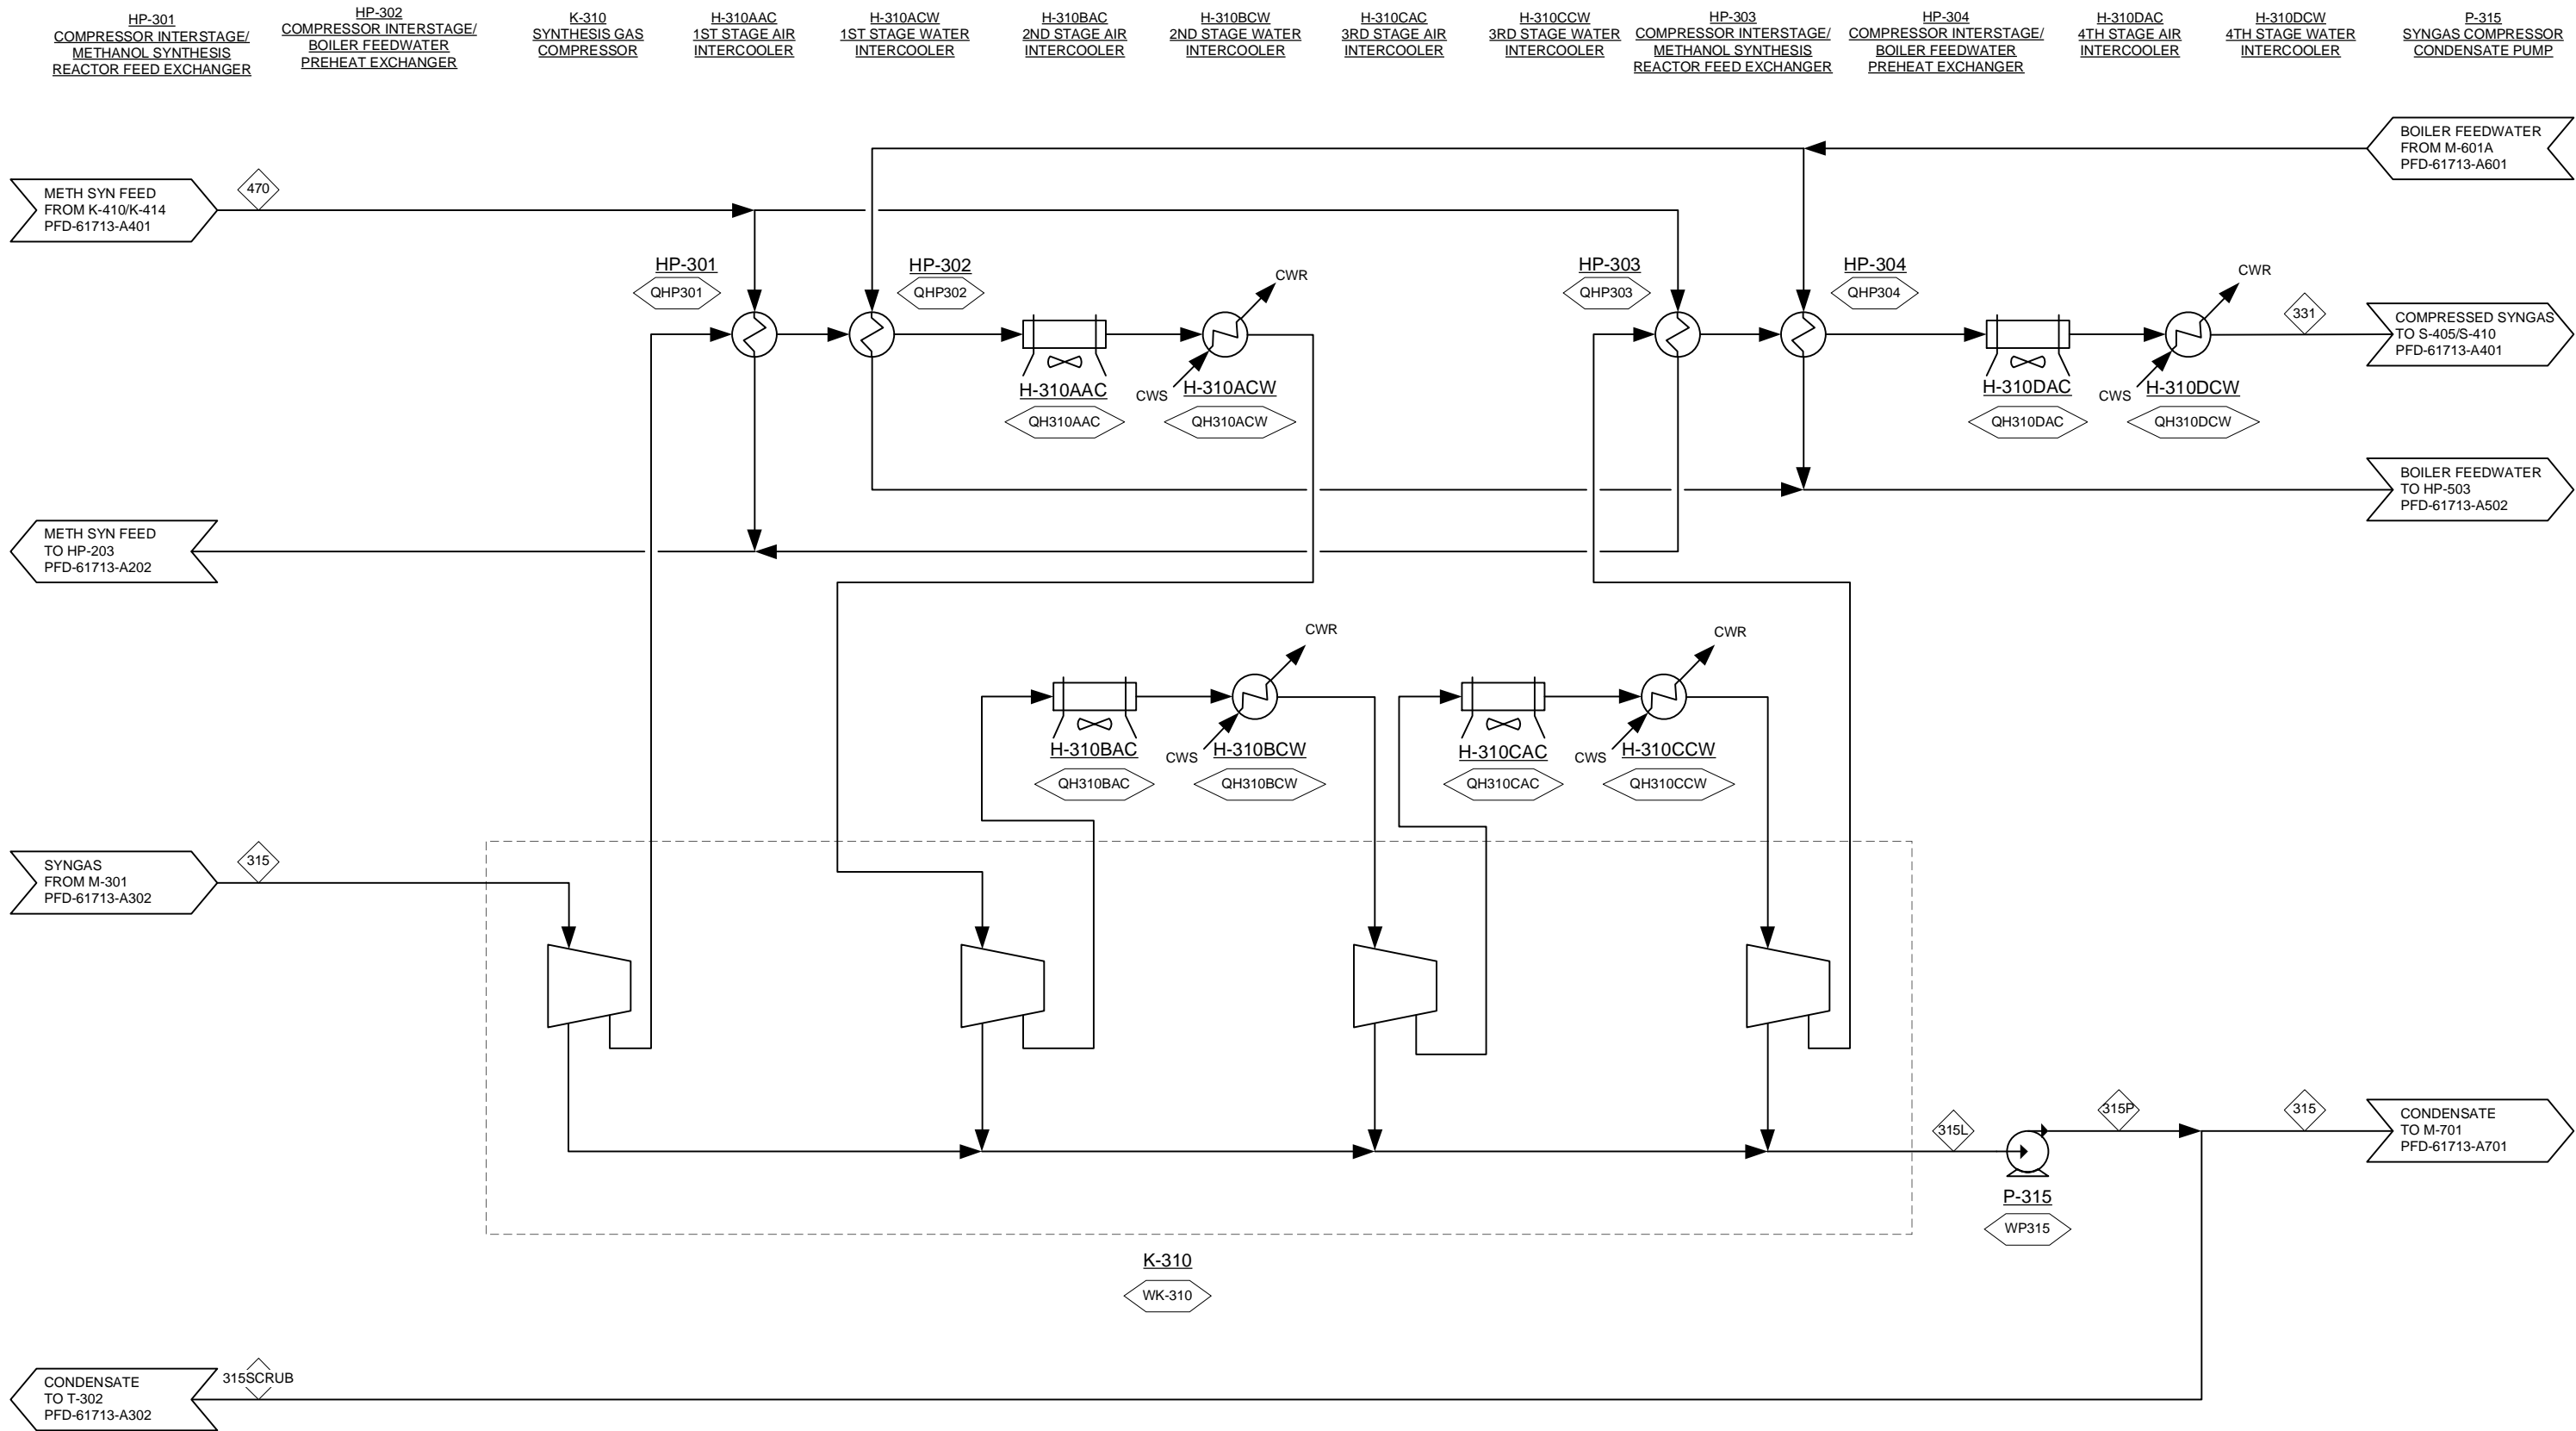 HP-301
COMPRESSOR INTERSTAGE/
METHANOL SYNTHESIS
REACTOR FEED EXCHANGER
HP-302
COMPRESSOR INTERSTAGE/
BOILER FEEDWATER
PREHEAT EXCHANGER
K-310
SYNTHESIS GAS
COMPRESSOR
H-310AAC
1ST STAGE AIR
INTERCOOLER
H-310ACW
1ST STAGE WATER
INTERCOOLER
H-310BAC
2ND STAGE AIR
INTERCOOLER
H-310BCW
2ND STAGE WATER
INTERCOOLER
H-310CAC
3RD STAGE AIR
INTERCOOLER
H-310CCW
3RD STAGE WATER
INTERCOOLER
HP-303
COMPRESSOR INTERSTAGE/
METHANOL SYNTHESIS
REACTOR FEED EXCHANGER
HP-304
COMPRESSOR INTERSTAGE/
BOILER FEEDWATER
PREHEAT EXCHANGER
H-310DAC
4TH STAGE AIR
INTERCOOLER
H-310DCW
4TH STAGE WATER
INTERCOOLER
P-315
SYNGAS COMPRESSOR
CONDENSATE PUMP
BOILER FEEDWATER
FROM M-601A
PFD-61713-A601
METH SYN FEED
FROM K-410/K-414
PFD-61713-A401
470
HP-301
QHP301
HP-302
QHP302
CWR
HP-303
QHP303
HP-304
QHP304
CWR
331
COMPRESSED SYNGAS
TO S-405/S-410
PFD-61713-A401
H-310AAC
QH310AAC
CWS
H-310ACW
QH310ACW
H-310DAC
QH310DAC
CWS
H-310DCW
QH310DCW
BOILER FEEDWATER
TO HP-503
PFD-61713-A502
METH SYN FEED
TO HP-203
PFD-61713-A202
CWR
CWR
H-310BAC
QH310BAC
CWS
H-310BCW
QH310BCW
H-310CAC
QH310CAC
CWS
H-310CCW
QH310CCW
SYNGAS
FROM M-301
PFD-61713-A302
315
315L
315P
315
CONDENSATE
TO M-701
PFD-61713-A701
P-315
WP315
K-310
WK-310
CONDENSATE
TO T-302
PFD-61713-A302
315SCRUB